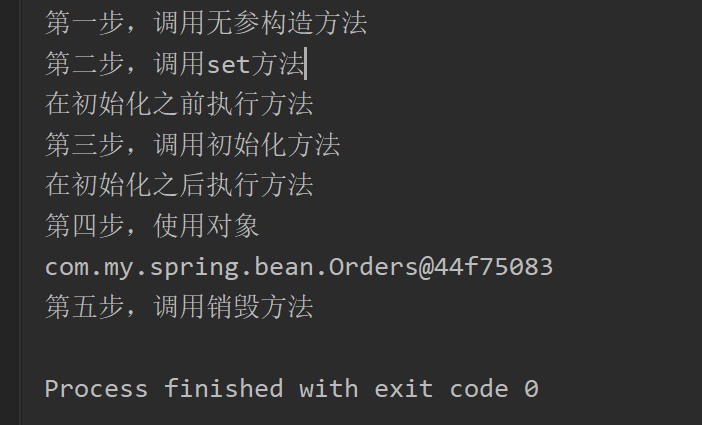 第一步，调用无参构造方法
第二步，调用set方法
在初始化之前执行方法
第三步，调用初始化方法
在初始化之后执行方法
第四步，使用对象
com.my.spring.bean.Orders@44f75083
第五步，调用销毁方法
Process finished with exit code 0